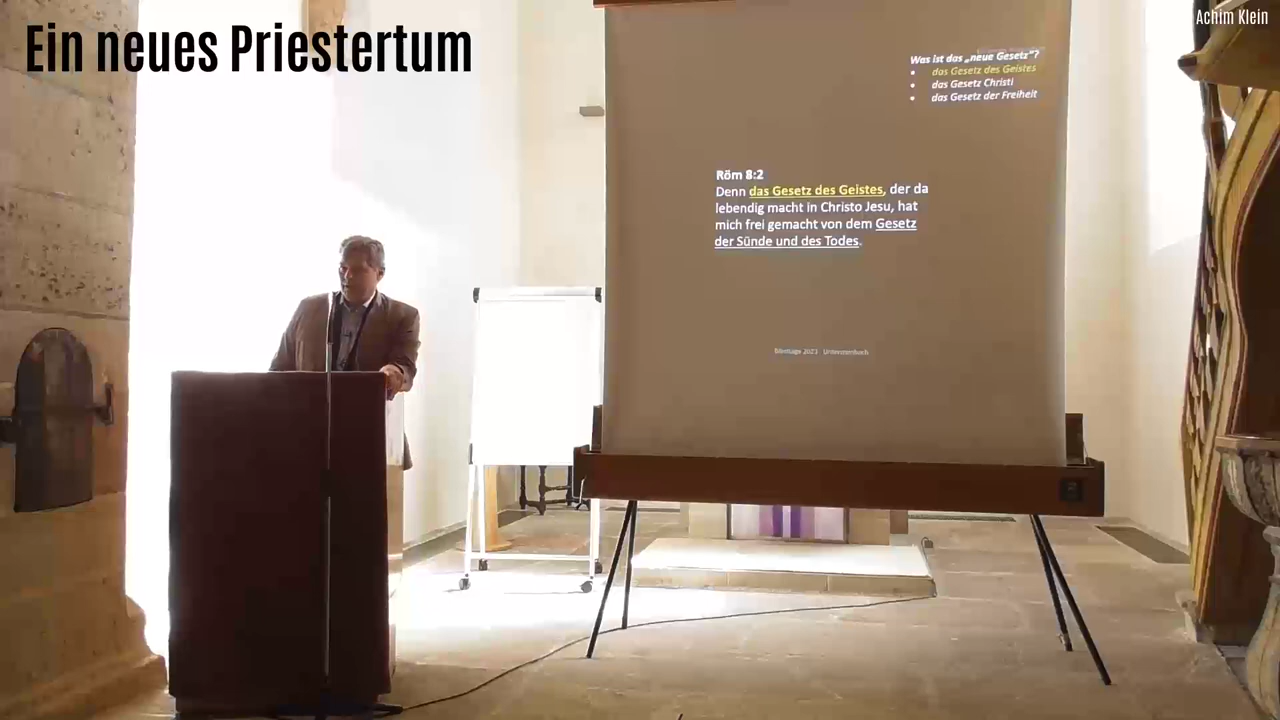 Ein neues Priestertum
Achim Klein
Was ist das „neue Gesetz“?
• das Gesetz des Geistes
• das Gesetz Christi
• das Gesetz der Freiheit
Röm 8:2
Denn das Gesetz des Geistes, der da
lebendig macht in Christo Jesu, hat
mich frei gemacht von dem Gesetz
der Sünde und des Todes.
2023